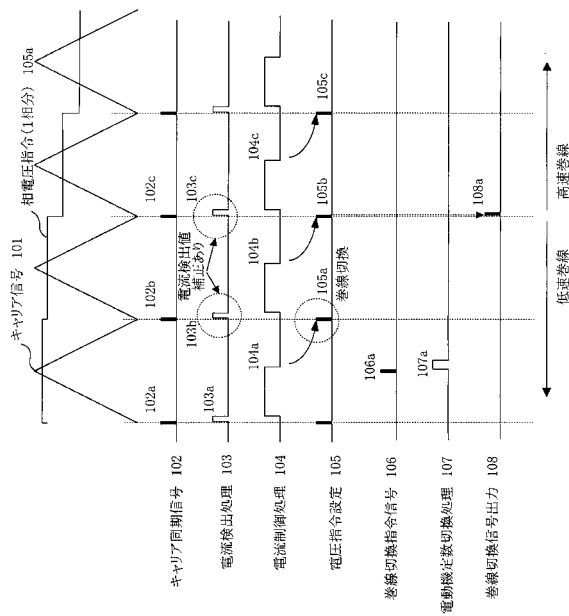 キャリア信号 101
相電圧指令(1相分) 105a
102a
102b
102c
キャリア同期信号 102
103a
103b
電流検出値
補正あり
103c
電流検出処理 103
104a
104b
104c
電流制御処理 104
105a
105b
105c
電圧指令設定 105
巻線切換
106a
巻線切換指令信号 106
107a
電動機定数切換処理 107
108a
巻線切換信号出力 108
低速巻線
高速巻線